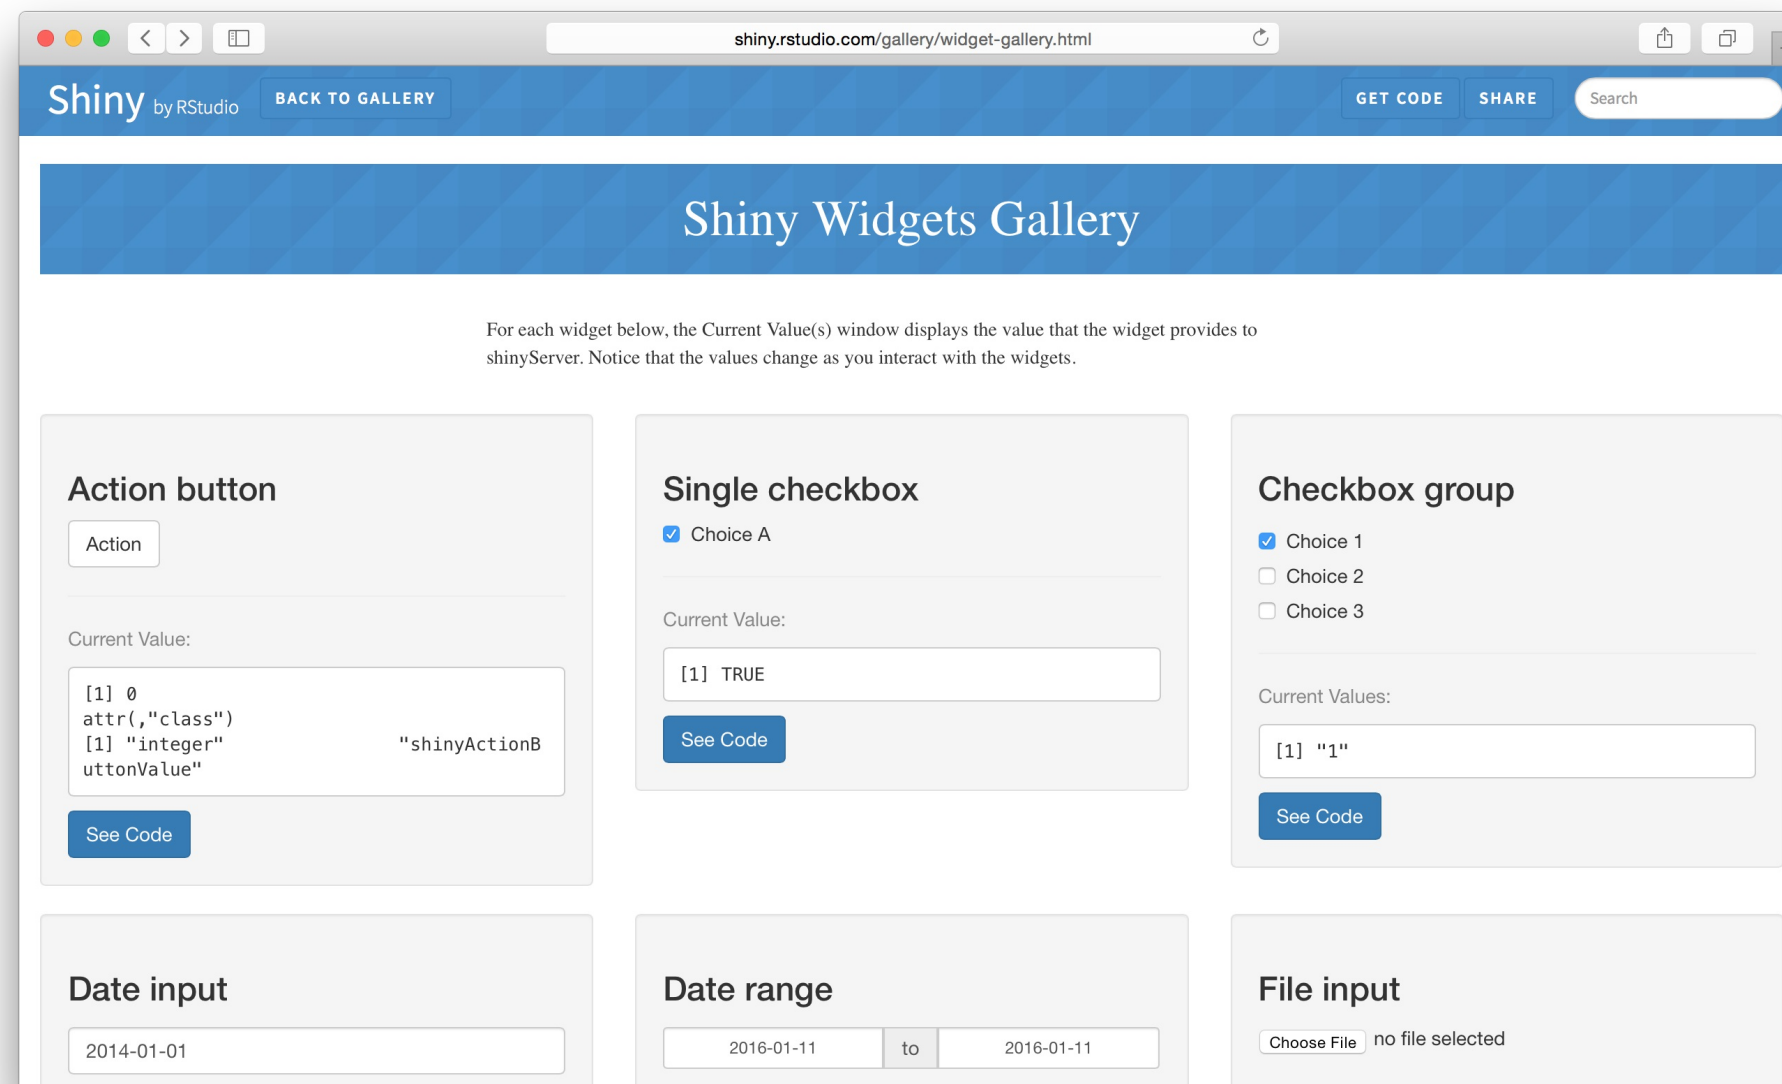 shiny.rstudio.com/gallery/widget-gallery.html
Shiny by RStudio BACK TO GALLERY GET CODE SHARE Search
Shiny Widgets Gallery
For each widget below, the Current Value(s) window displays the value that the widget provides to
shinyServer. Notice that the values change as you interact with the widgets.
Action button
Action
Current Value:
[1] 0
attr(,"class")
[1] "integer" "shinyActionB
uttonValue"
See Code
Single checkbox
Choice A
Current Value:
[1] TRUE
See Code
Checkbox group
Choice 1
Choice 2
Choice 3
Current Values:
[1] "1"
See Code
Date input
2014-01-01
Date range
2016-01-11 to 2016-01-11
File input
Choose File no file selected